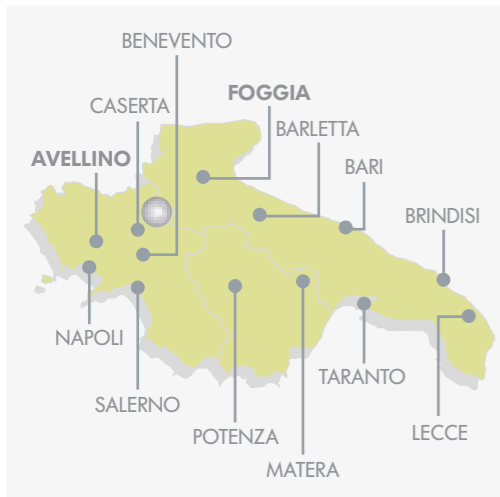 BENEVENTO
CASERTA
FOGGIA
BARLETTA
AVELLINO
BARI
BRINDISI
NAPOLI
TARANTO
SALERNO
POTENZA
LECCE
MATERA